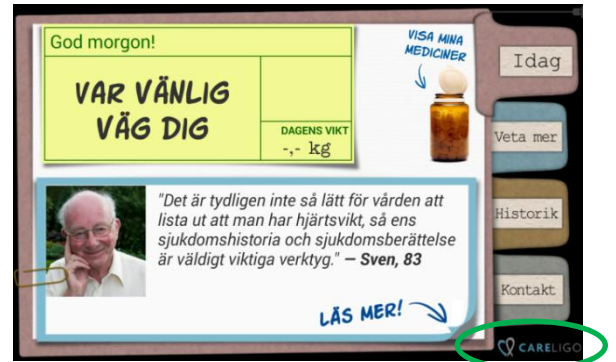 God morgon!
VAR VÄNLIG
VÄG DIG
DAGENS VIKT
-,- kg
VISA MINA
MEDICINER
Idag
Veta mer
Historik
Kontakt
"Det är tydligen inte så lätt för vården att
lista ut att man har hjärtsvikt, så ens
sjukdomshistoria och sjukdomsberättelse
är väldigt viktiga verktyg." – Sven, 83
LÄS MER!
CARELIGO